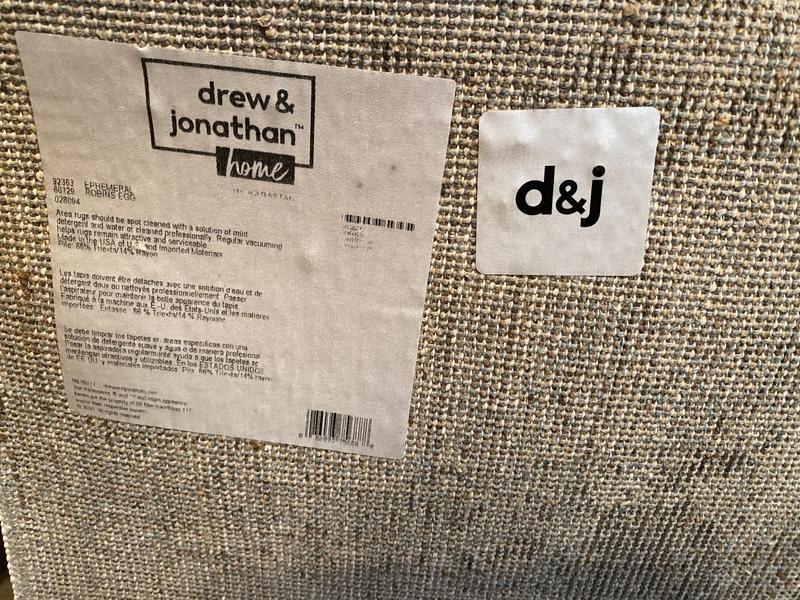 drew &
jonathan™
home
BY KARASTAN
92363 EPHEMERAL
60129 ROBINS EGG
028094
Area rugs should be spot cleaned with a solution of mild
detergent and water or cleaned professionally. Regular vacuuming
helps rugs remain attractive and serviceable
Made in the USA of U.S. and Imported Materials
Pile: 86% Triexta/14% Rayon
Les tapis doivent être detaches avec une solution d'eau et de
détergent doux ou nettoyés professionnellement. Passer
l'aspirateur pour maintenir la belle apparence du tapis
Fabriqué à la machine aux É.-U. des États-Unis et les matières
importées. Entasse: 86 % Triexta/14 % Rayonne
Se debe limpiar los tapetes en areas especificas con una
solución de detergente suave y agua o de manera profesional
Pasar la aspiradora regularmente ayuda a que los tapetes se
mantengan atractivos y utilizables. En los ESTADOS UNIDOS
de EE.UU. y materiales importados. Pila: 86% Triexta/14% rayon
d&j